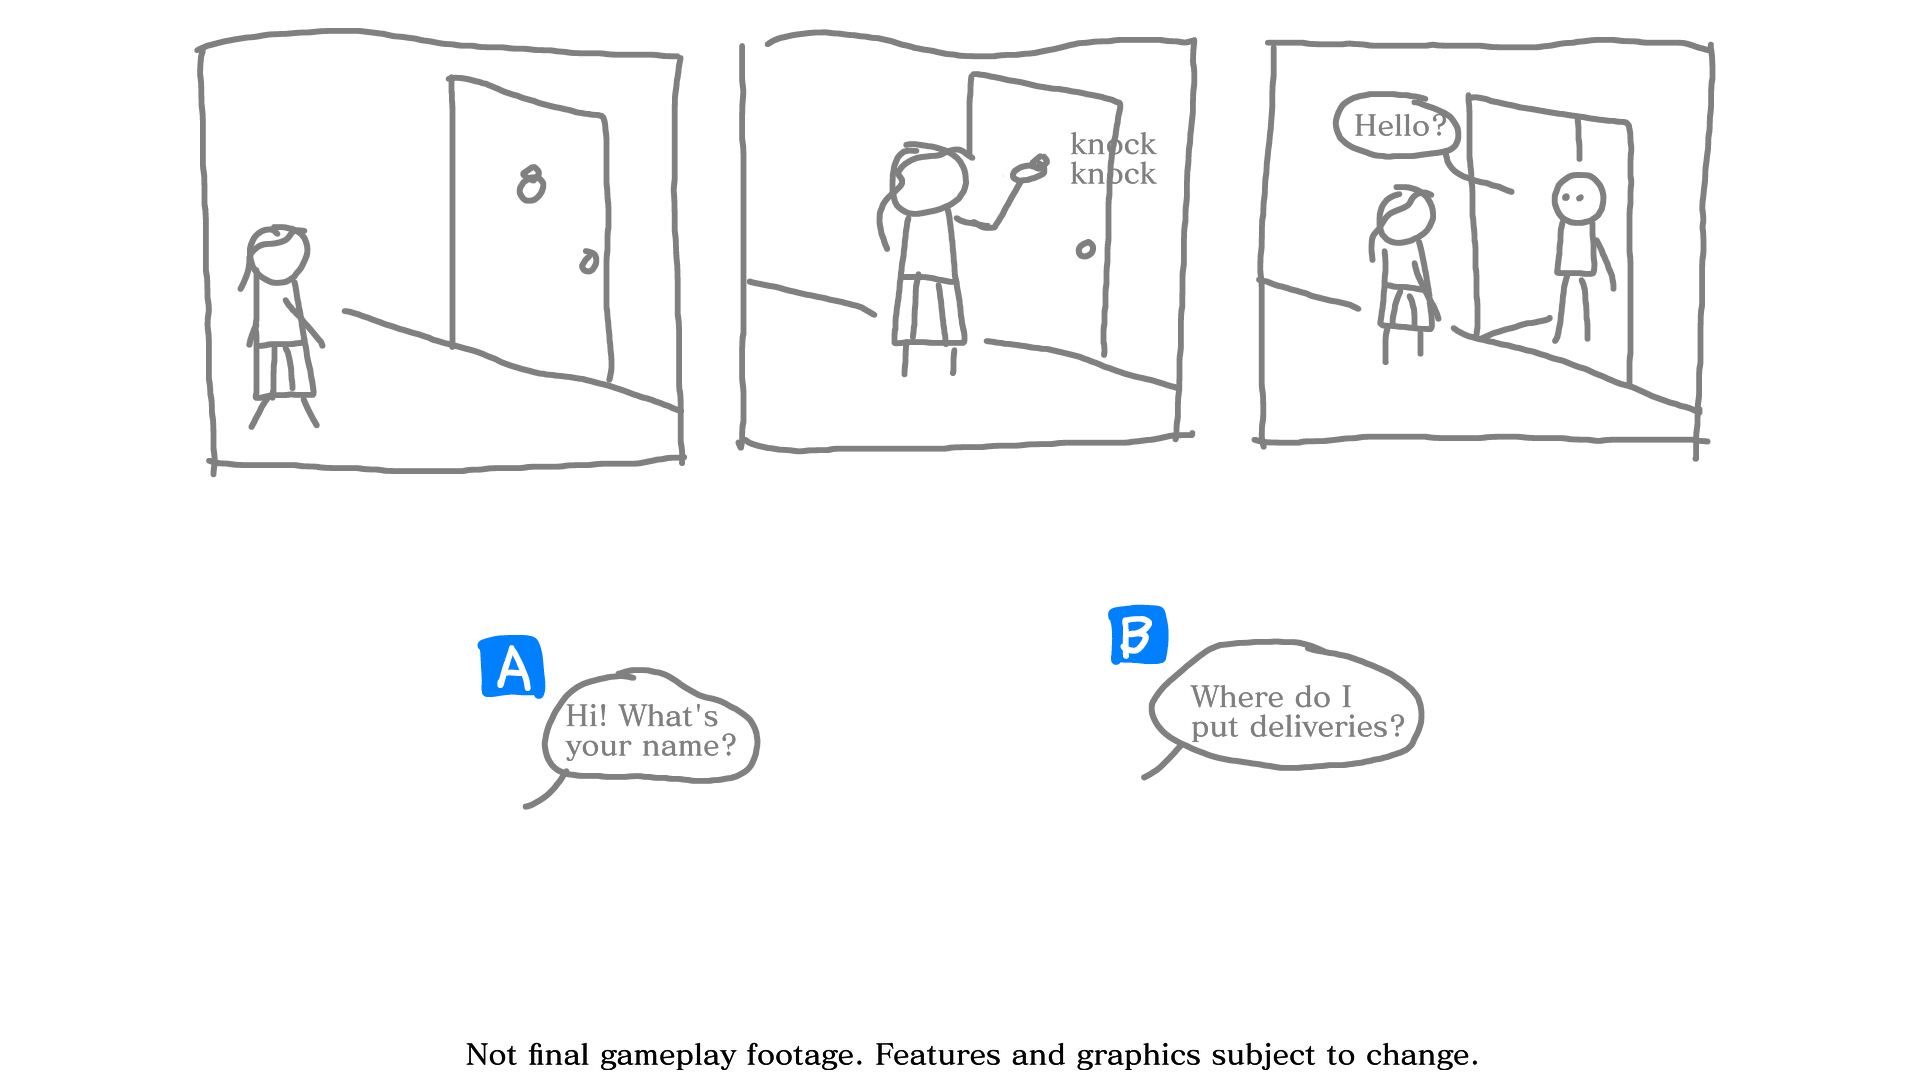 knock
knock
Hello?
A
Hi! What's
your name?
B
Where do I
put deliveries?
Not final gameplay footage. Features and graphics subject to change.